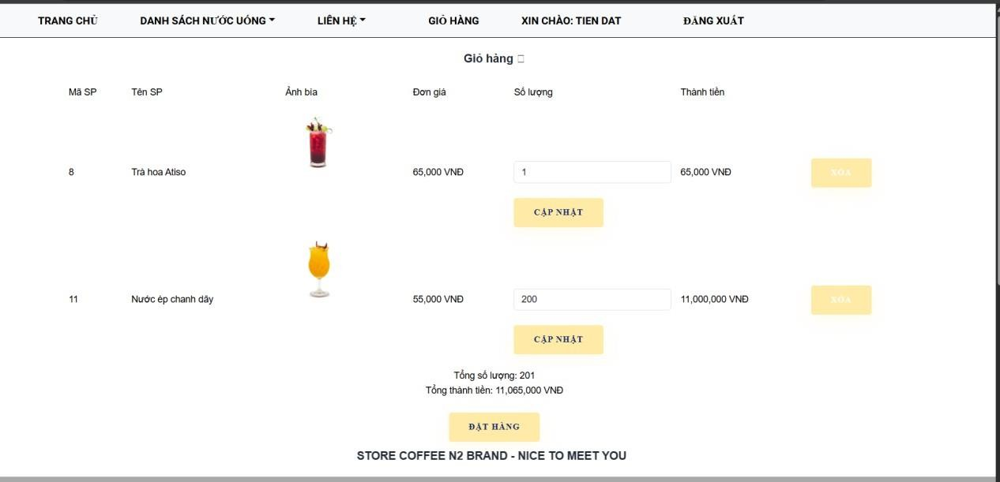 TRANG CHỦ DANH SÁCH NƯỚC UỐNG LIÊN HỆ GIỎ HÀNG XIN CHÀO: TIEN DAT ĐĂNG XUẤT
Giỏ hàng
Mã SP Tên SP Ảnh bìa Đơn giá Số lượng Thành tiền
8 Trà hoa Atiso 65,000 VNĐ 1 65,000 VNĐ XÓA
CẬP NHẬT
11 Nước ép chanh dây 55,000 VNĐ 200 11,000,000 VNĐ XÓA
CẬP NHẬT
Tổng số lượng: 201
Tổng thành tiền: 11,065,000 VNĐ
ĐẶT HÀNG
STORE COFFEE N2 BRAND - NICE TO MEET YOU